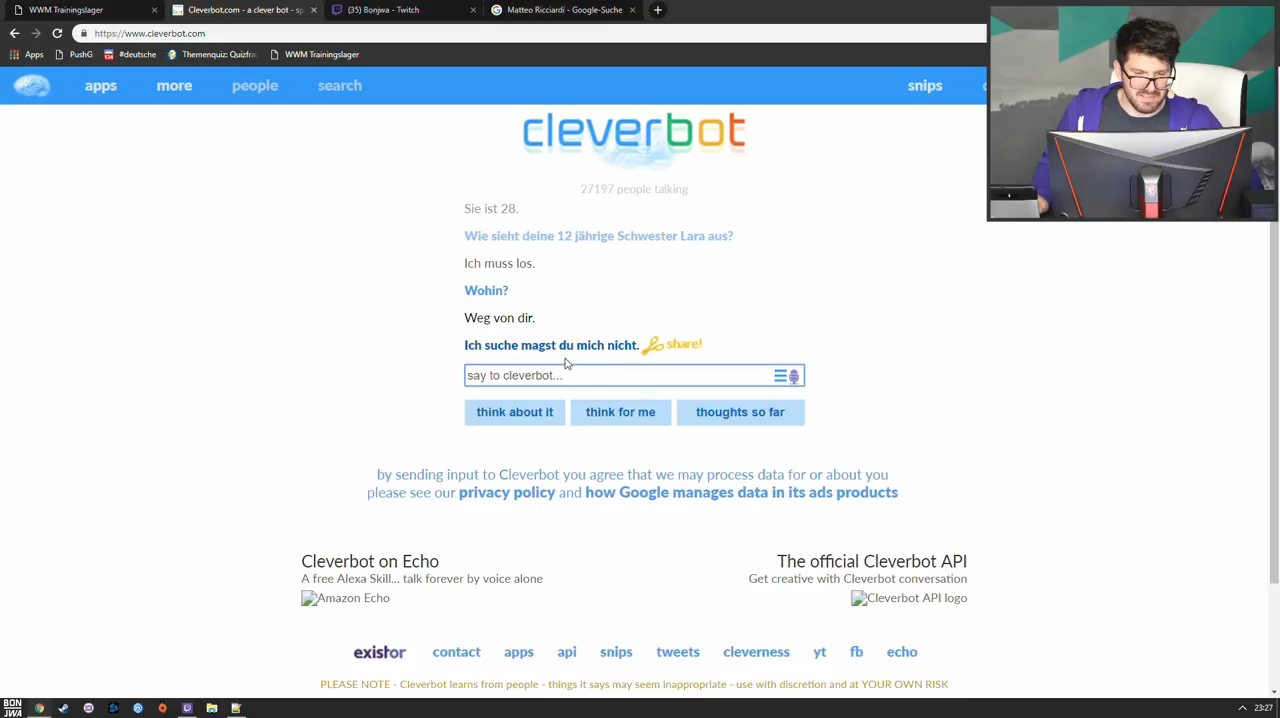 WWM Trainingslager
Cleverbot.com - a clever bot - sp
(35) Bonjwa - Twitch
Matteo Ricciardi - Google-Suche
https://www.cleverbot.com
Apps
PushG
#deutsche
Themenquiz: Quizfra
WWM Trainingslager
apps more people search snips
cleverbot
27197 people talking
Sie ist 28.
Wie sieht deine 12 jährige Schwester Lara aus?
Ich muss los.
Wohin?
Weg von dir.
Ich suche magst du mich nicht. share!
say to cleverbot...
think about it think for me thoughts so far
by sending input to Cleverbot you agree that we may process data for or about you
please see our privacy policy and how Google manages data in its ads products
Cleverbot on Echo
A free Alexa Skill... talk forever by voice alone
Amazon Echo
The official Cleverbot API
Get creative with Cleverbot conversation
Cleverbot API logo
existor contact apps api snips tweets cleverness yt fb echo
PLEASE NOTE - Cleverbot learns from people - things it says may seem inappropriate - use with discretion and at YOUR OWN RISK
BON
JWA
23:27